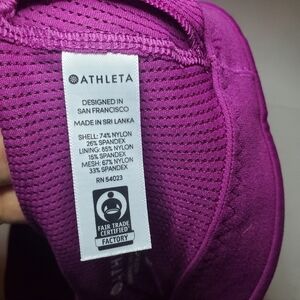 ATHLETA
DESIGNED IN
SAN FRANCISCO
MADE IN SRI LANKA
SHELL: 74% NYLON
26% SPANDEX
LINING: 85% NYLON
15% SPANDEX
MESH: 67% NYLON
33% SPANDEX
RN 54023
FAIR TRADE
CERTIFIED
FACTORY